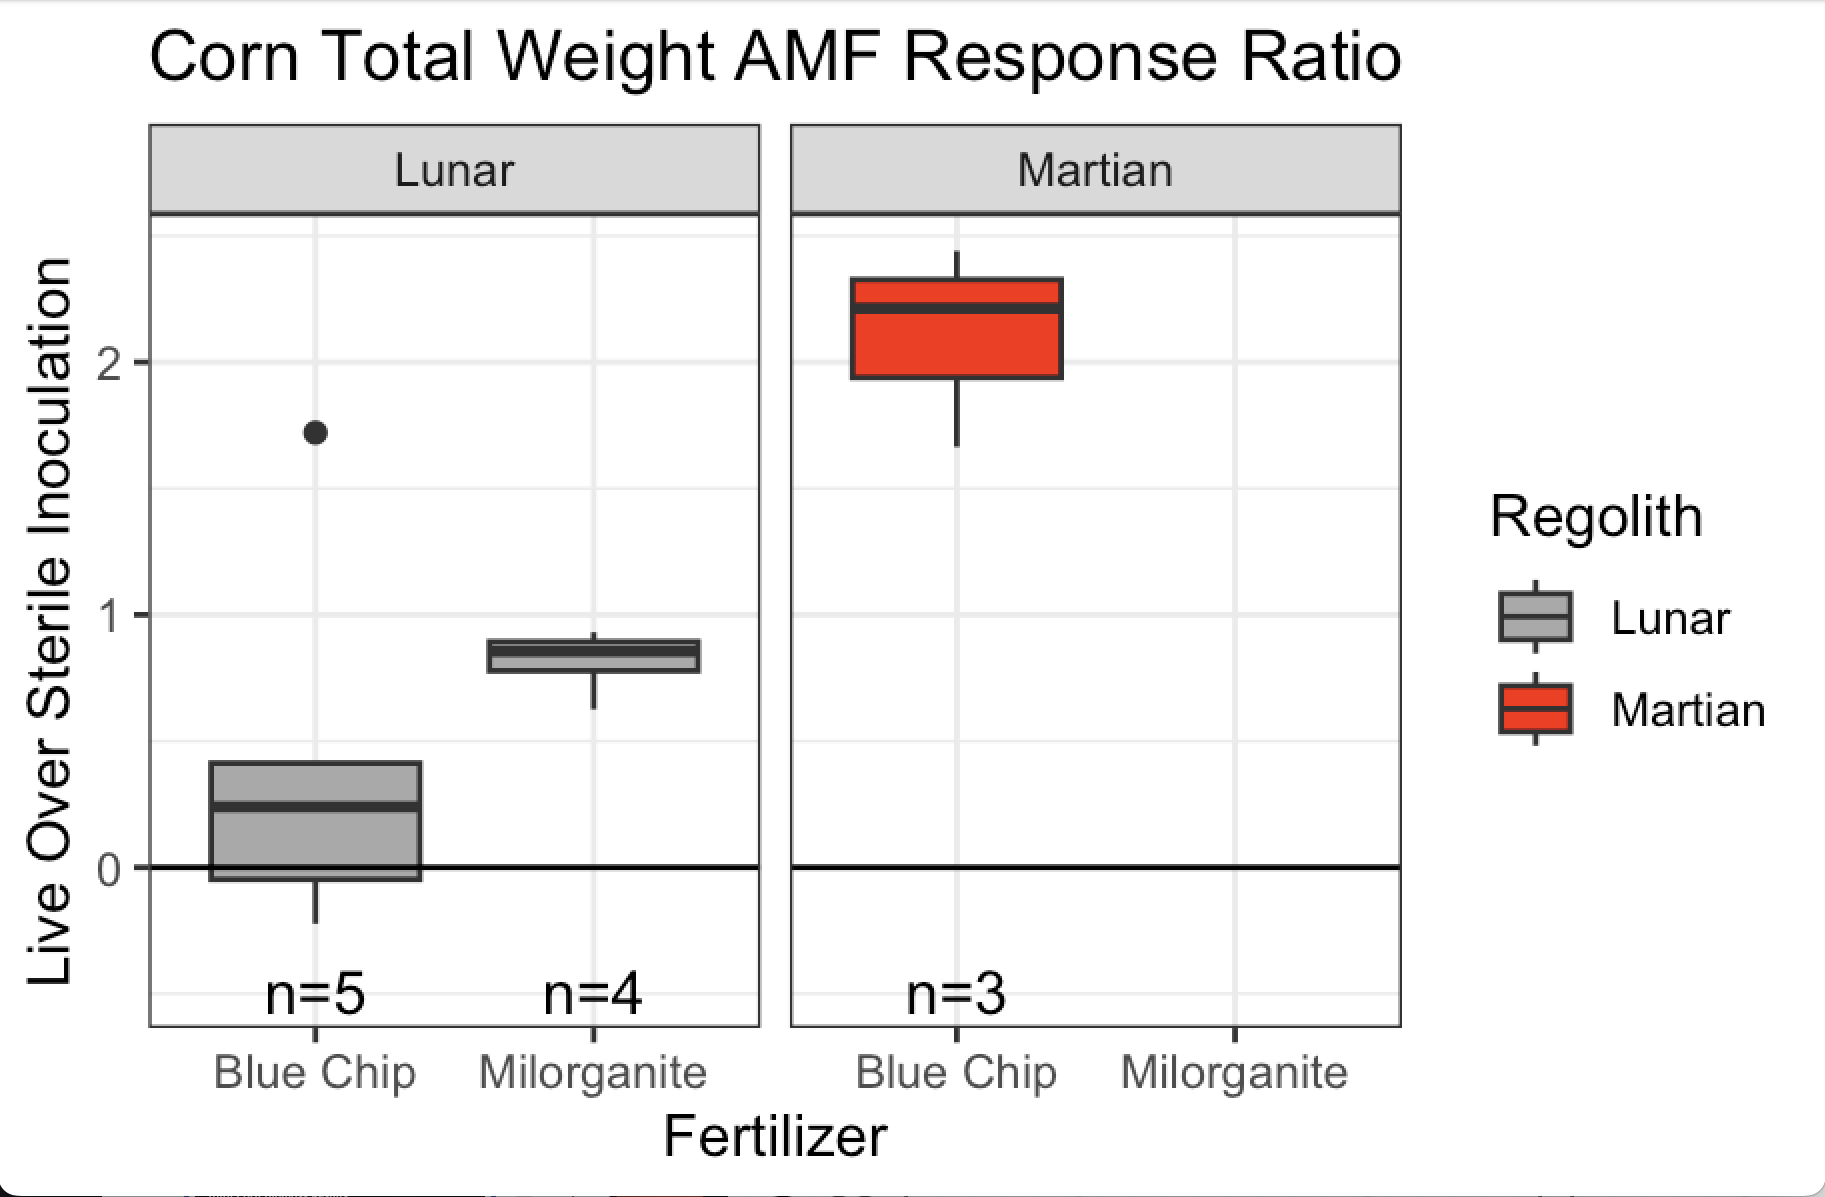 Corn Total Weight AMF Response Ratio
Lunar
Martian
Live Over Sterile Inoculation
2
1
0
n=5
n=4
n=3
Blue Chip
Milorganite
Blue Chip
Milorganite
Fertilizer
Regolith
Lunar
Martian